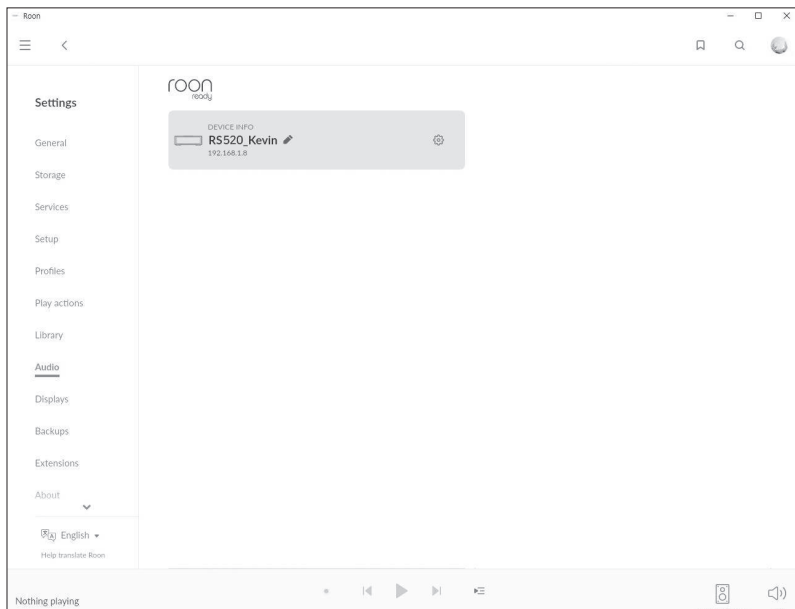 Roon
Settings
General
Storage
Services
Setup
Profiles
Play actions
Library
Audio
Displays
Backups
Extensions
About
English
Help translate Roon
roon
ready
DEVICE INFO
RS520_Kevin
192.168.1.8
Nothing playing